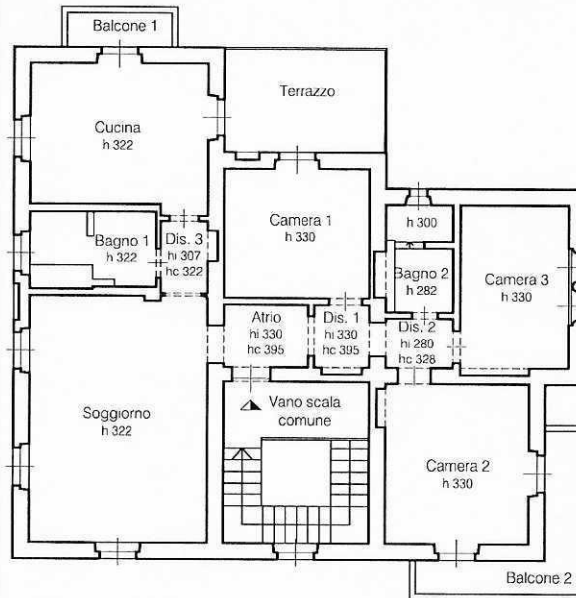 Balcone 1
Terrazzo
Cucina
h 322
Camera 1
h 330
h 300
Bagno 1
h 322
Dis. 3
hi 307
hc 322
Bagno 2
h 282
Camera 3
h 330
Atrio
hi 330
hc 395
Dis. 1
hi 330
hc 395
Dis. 2
hi 280
hc 328
Soggiorno
h 322
Vano scala
comune
Camera 2
h 330
Balcone 2